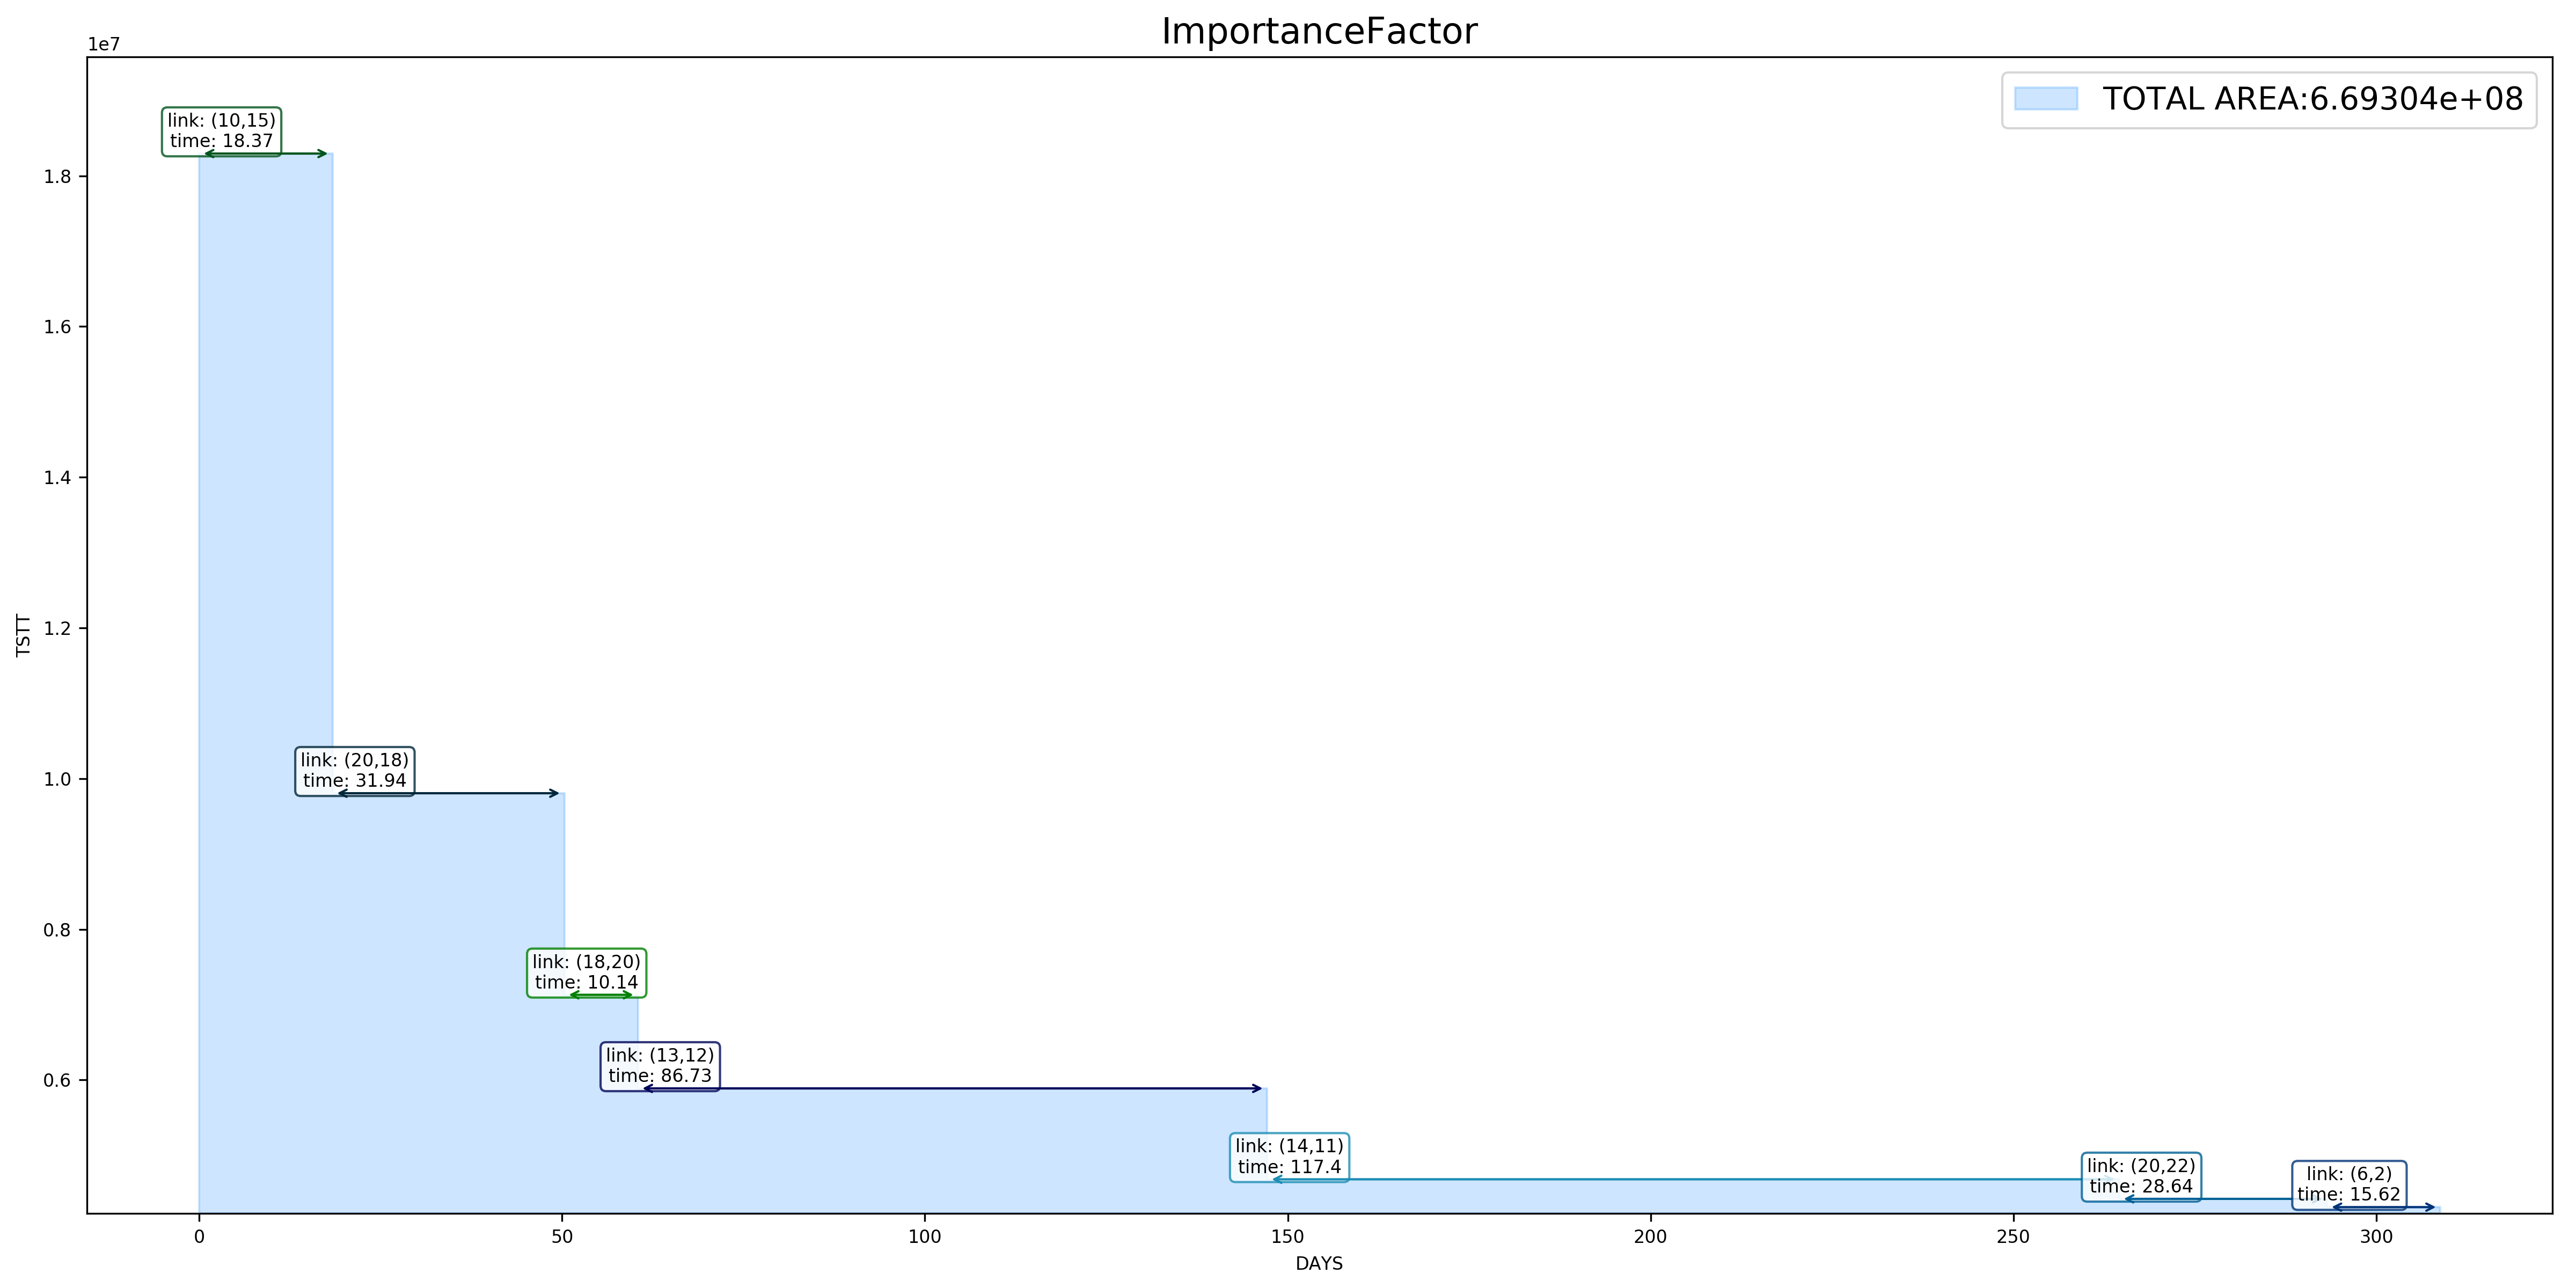 ImportanceFactor
1e7
TOTAL AREA:6.69304e+08
link: (10,15)
time: 18.37
1.8
1.6
1.4
1.2
TSTT
link: (20,18)
time: 31.94
1.0
0.8
link: (18,20)
time: 10.14
link: (13,12)
time: 86.73
0.6
link: (14,11)
time: 117.4
link: (20,22)
time: 28.64
link: (6,2)
time: 15.62
0 50 100 150 200 250 300
DAYS